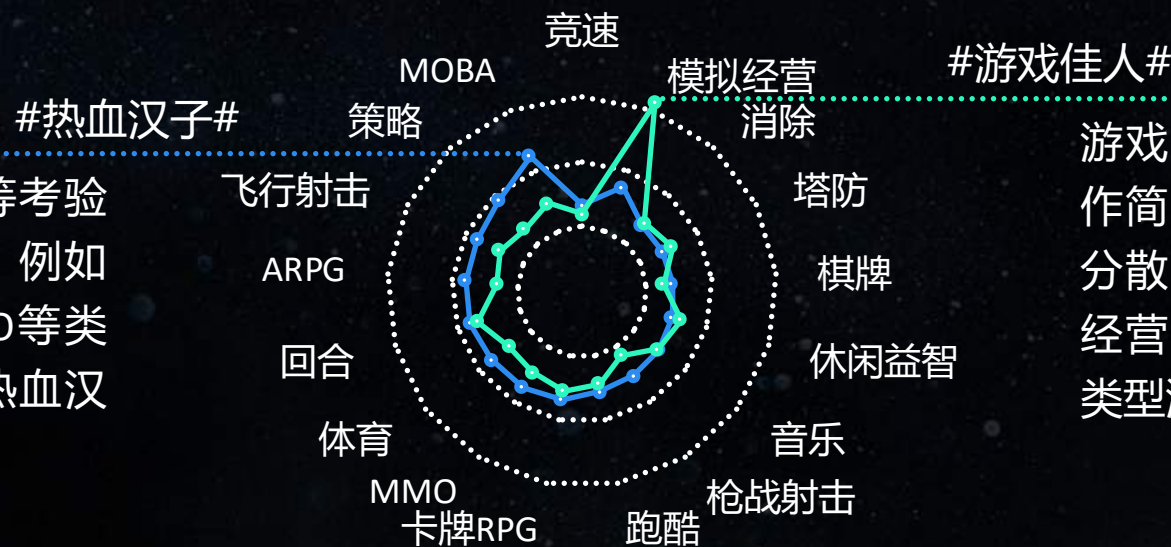 竞速
MOBA
模拟经营
#游戏佳人#
#热血汉子#
策略
消除
游戏
等考验
飞行射击
塔防
作简
例如
ARPG
棋牌
分散
O等类
回合
休闲益智
经营
热血汉
类型
体育
音乐
MMO
枪战射击
卡牌RPG
跑酷